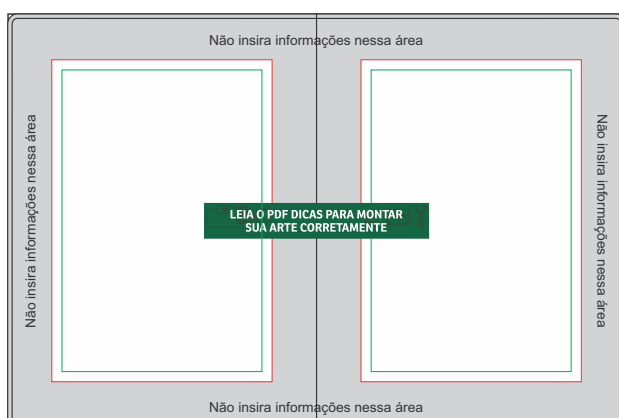 Não insira informações nessa área
Não insira informações nessa área
LEIA O PDF DICAS PARA MONTAR
SUA ARTE CORRETAMENTE
Não insira informações nessa área
Não insira informações nessa área